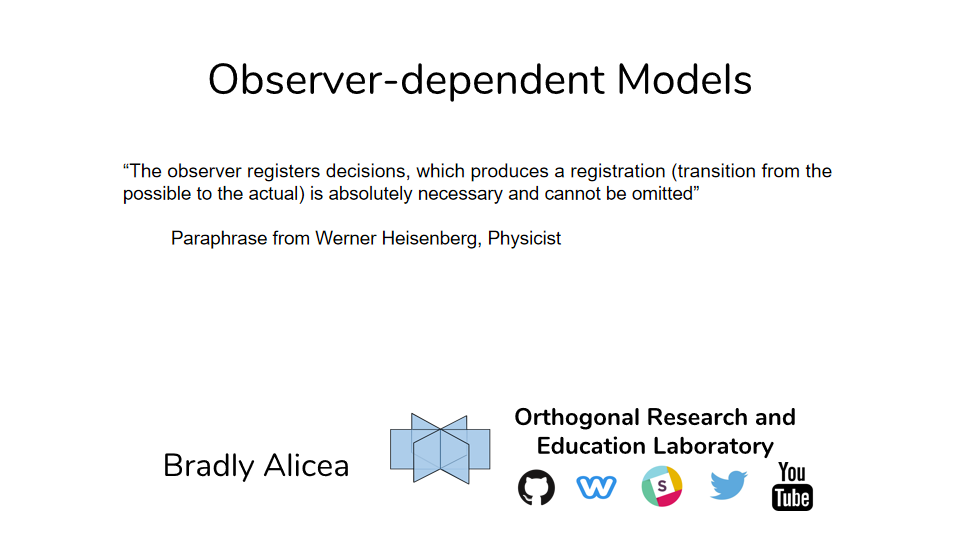 Observer-dependent Models
“The observer registers decisions, which produces a registration (transition from the
possible to the actual) is absolutely necessary and cannot be omitted”
Paraphrase from Werner Heisenberg, Physicist
Orthogonal Research and
Education Laboratory
Bradly Alicea
W
S
You
Tube